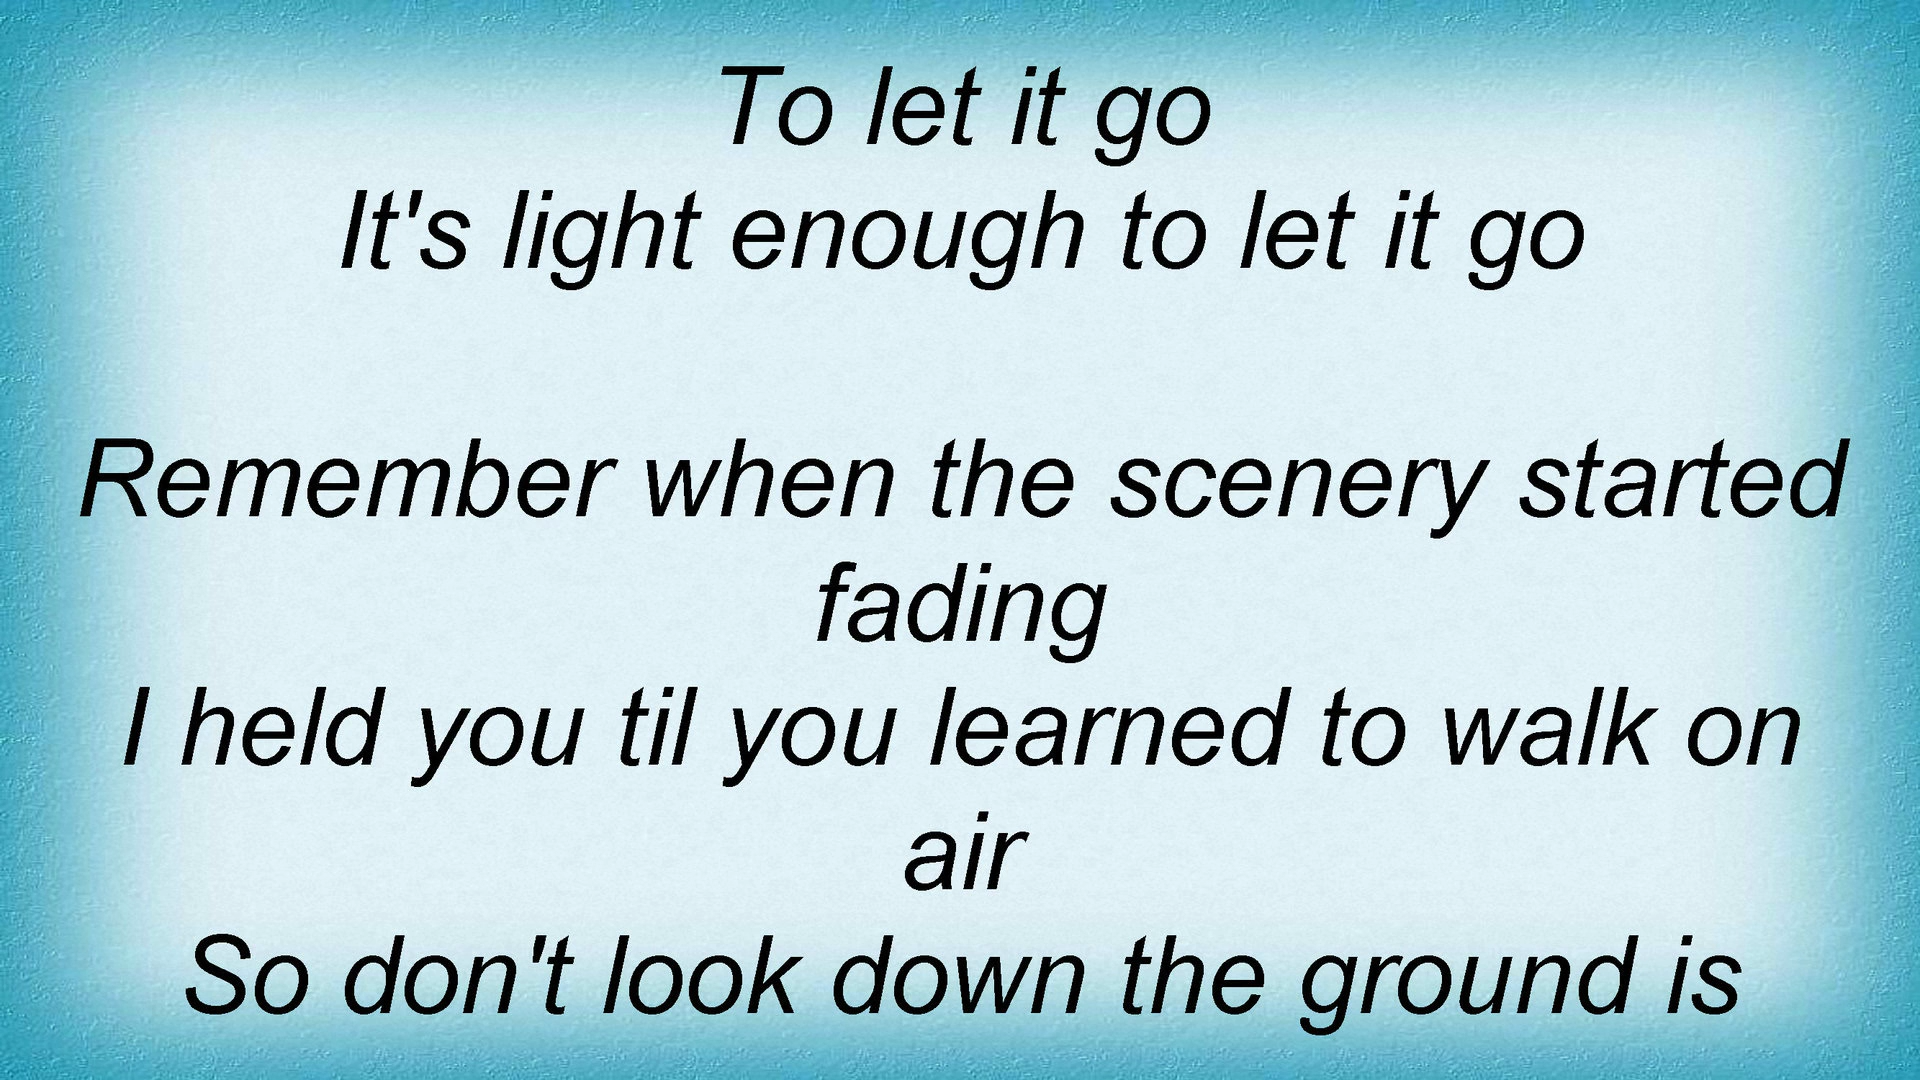 To let it go
It's light enough to let it go
Remember when the scenery started
fading
I held you til you learned to walk on
air
So don't look down the ground is